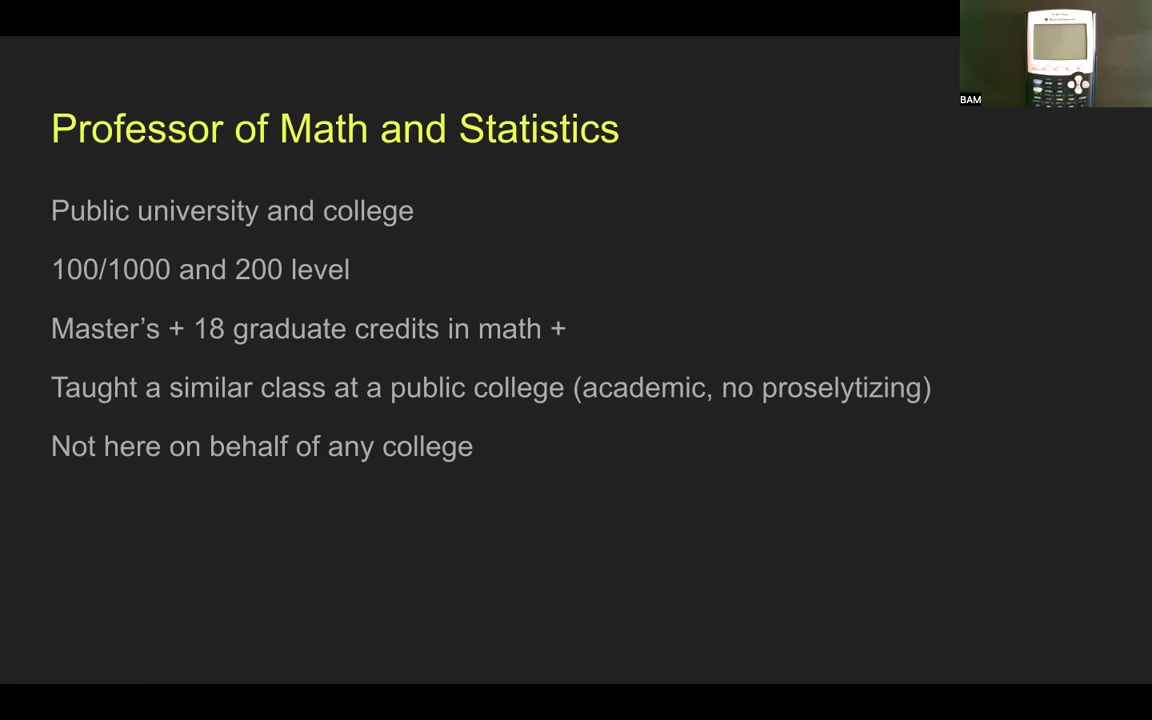 BAM
Professor of Math and Statistics
Public university and college
100/1000 and 200 level
Master’s + 18 graduate credits in math +
Taught a similar class at a public college (academic, no proselytizing)
Not here on behalf of any college